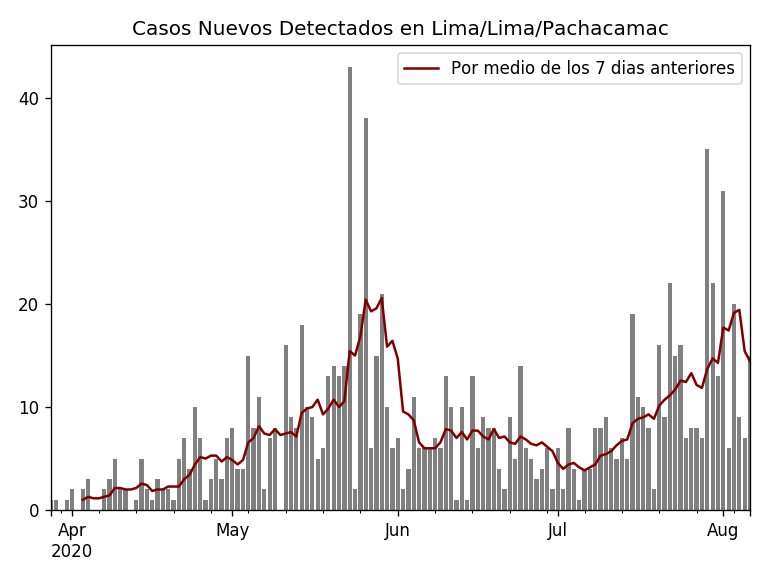 Casos Nuevos Detectados en Lima/Lima/Pachacamac
Por medio de los 7 dias anteriores
40
30
20
10
0
Apr May Jun Jul Aug
2020